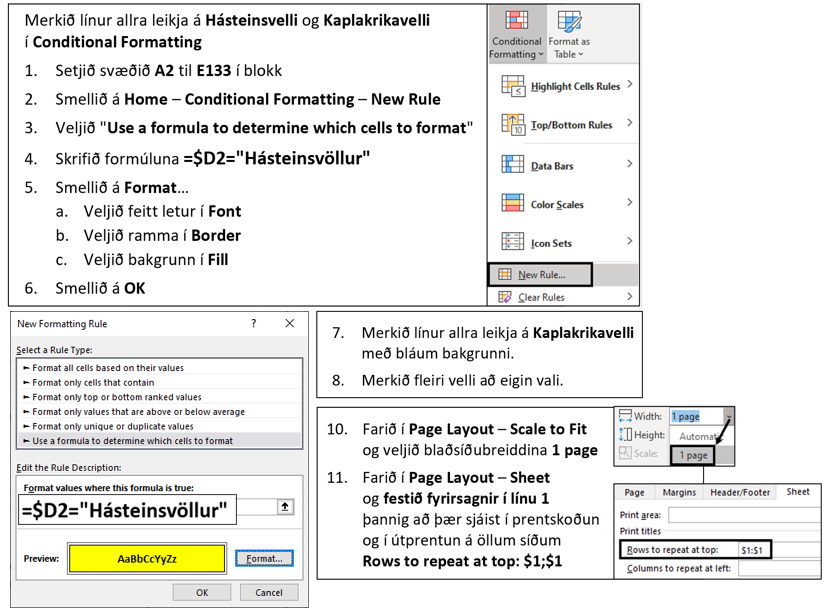 Merkið línur allra leikja á Hásteinsvelli og Kaplakrikavelli
í Conditional Formatting
1. Setjið svæðið A2 til E133 í blokk
2. Smellið á Home – Conditional Formatting – New Rule
3. Veljið "Use a formula to determine which cells to format"
4. Skrifið formúluna =$D2="Hásteinsvöllur"
5. Smellið á Format...
a. Veljið feitt letur í Font
b. Veljið ramma í Border
c. Veljið bakgrunn í Fill
6. Smellið á OK
Conditional Formatting
Format as Table
Highlight Cells Rules
Top/Bottom Rules
Data Bars
Color Scales
Icon Sets
New Rule...
Clear Rules
New Formatting Rule ? ×
Select a Rule Type:
► Format all cells based on their values
► Format only cells that contain
► Format only top or bottom ranked values
► Format only values that are above or below average
► Format only unique or duplicate values
► Use a formula to determine which cells to format
Edit the Rule Description:
Format values where this formula is true:
=$D2="Hásteinsvöllur"
Preview: AaBbCcYyZz Format...
OK Cancel
7. Merkið línur allra leikja á Kaplakrikavelli
með bláum bakgrunni.
8. Merkið fleiri velli að eigin vali.
10. Farið í Page Layout – Scale to Fit
og veljið blaðsíðubreiddina 1 page
11. Farið í Page Layout – Sheet
og festið fyrirsagnir í línu 1
þannig að þær sjáist í prentskoðun
og í útprentun á öllum síðum
Rows to repeat at top: $1;$1
Width: 1 page
Height: Automatic
Scale: 1 page
Page Margins Header/Footer Sheet
Print area:
Print titles
Rows to repeat at top: $1:$1
Columns to repeat at left: